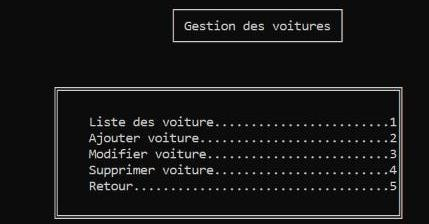 Gestion des voitures
Liste des voiture........................1
Ajouter voiture..........................2
Modifier voiture.........................3
Supprimer voiture........................4
Retour...................................5